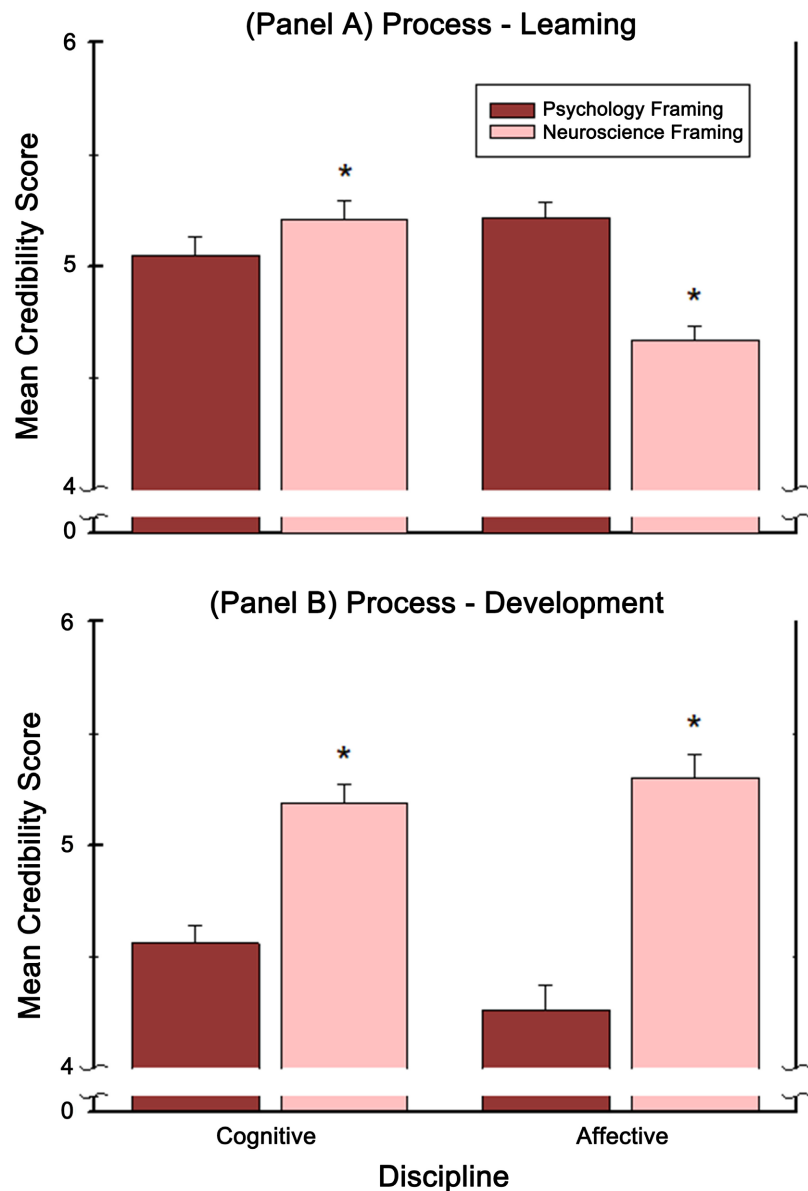 (Panel A) Process - Leaming
6
Psychology Framing
Neuroscience Framing
*
*
5
4
0
Mean Credibility Score
(Panel B) Process - Development
6
*
*
5
4
0
Mean Credibility Score
Cognitive
Affective
Discipline